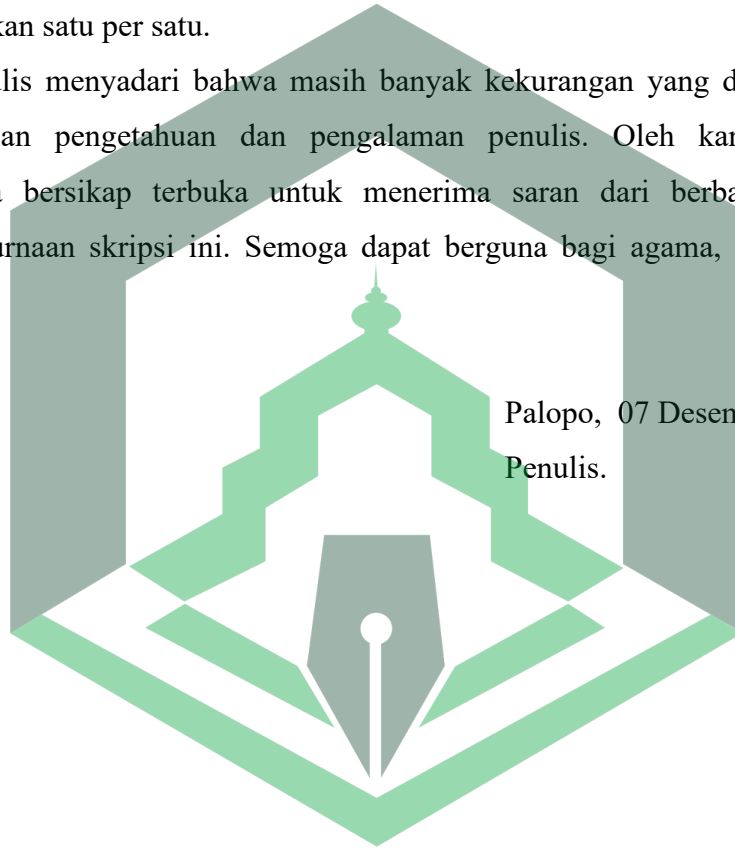 kan satu per satu.
lis menyadari bahwa masih banyak kekurangan yang d
an pengetahuan dan pengalaman penulis. Oleh kar
bersikap terbuka untuk menerima saran dari berba
urnaan skripsi ini. Semoga dapat berguna bagi agama,
Palopo, 07 Desem
Penulis.